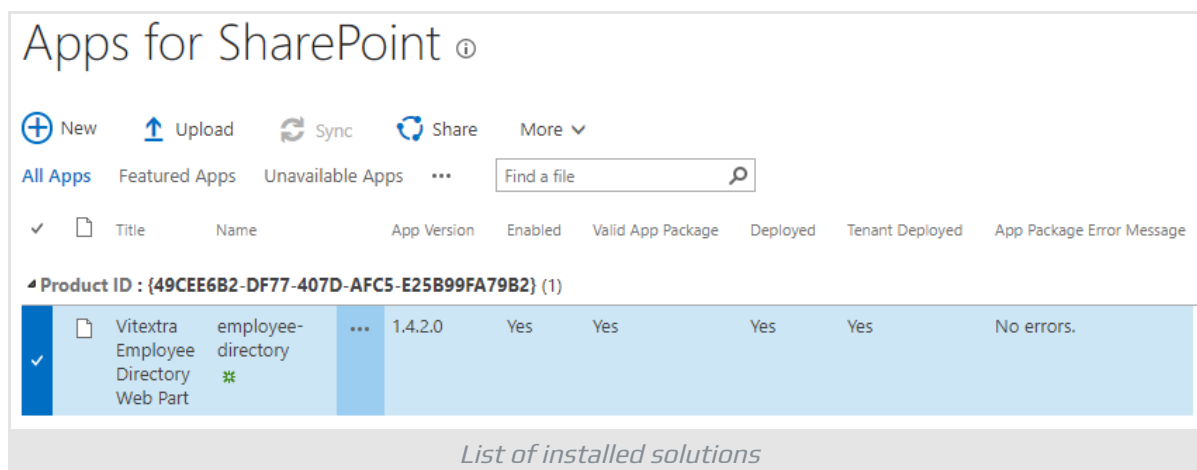 Apps for SharePoint
New Upload Sync Share More
All Apps Featured Apps Unavailable Apps ••• Find a file
Title Name App Version Enabled Valid App Package Deployed Tenant Deployed App Package Error Message
Product ID : {49CEE6B2-DF77-407D-AFC5-E25B99FA79B2} (1)
Vitextra employee- ••• 1.4.2.0 Yes Yes Yes Yes No errors.
Employee directory
Directory
Web Part
List of installed solutions